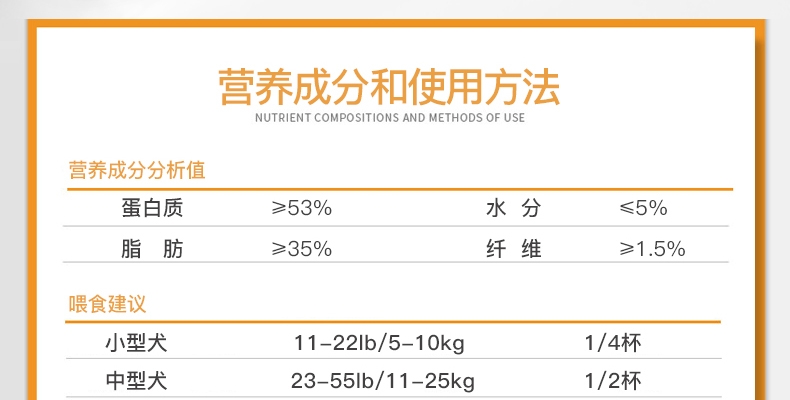 营养成分和使用方法
NUTRIENT COMPOSITIONS AND METHODS OF USE
营养成分分析值
蛋白质 ≥53% 水 分 ≤5%
脂 肪 ≥35% 纤 维 ≥1.5%
喂食建议
小型犬 11-22lb/5-10kg 1/4杯
中型犬 23-55lb/11-25kg 1/2杯